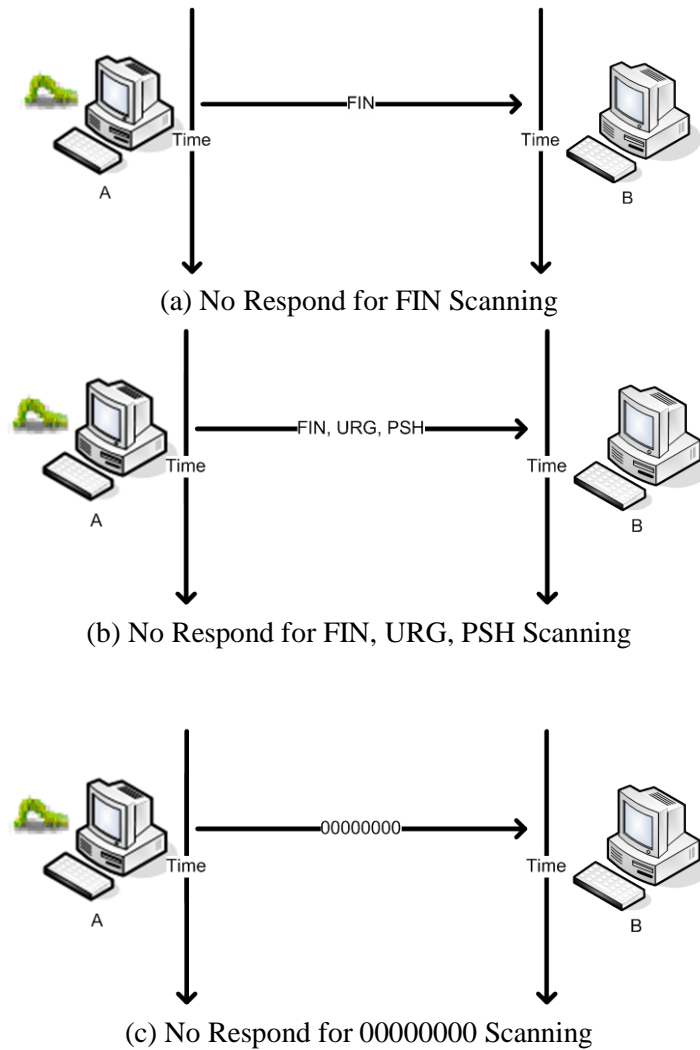 FIN
Time
Time
A
B
(a) No Respond for FIN Scanning
FIN, URG, PSH
Time
Time
A
B
(b) No Respond for FIN, URG, PSH Scanning
00000000
Time
Time
A
B
(c) No Respond for 00000000 Scanning